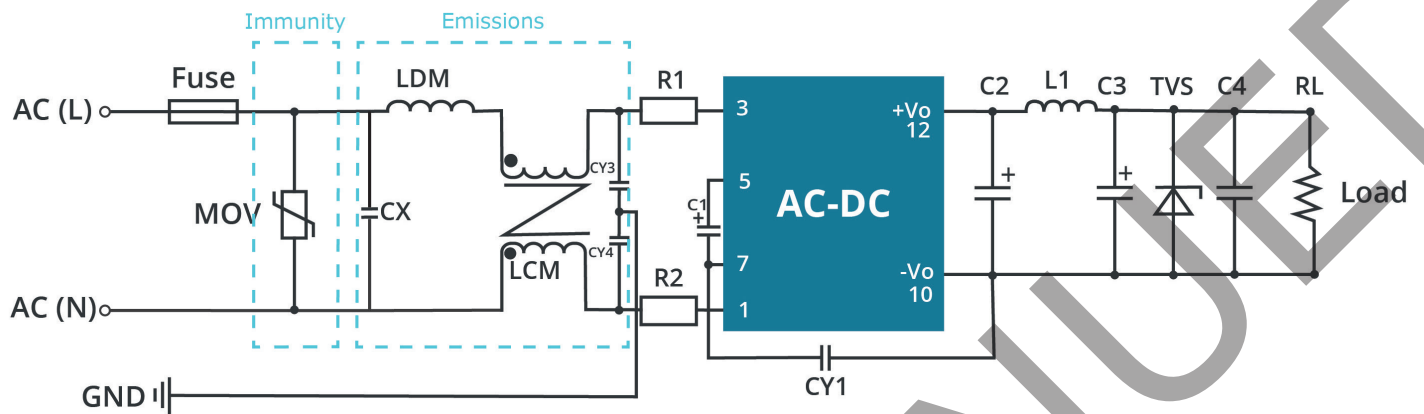 Immunity
Emissions
Fuse
LDM
R1
C2
L1
C3
TVS
C4
RL
AC (L)
3
+Vo
12
CY3
5
MOV
CX
C1
+
AC-DC
+
+
Load
CY4
LCM
7
R2
-Vo
10
AC (N)
1
GND
CY1